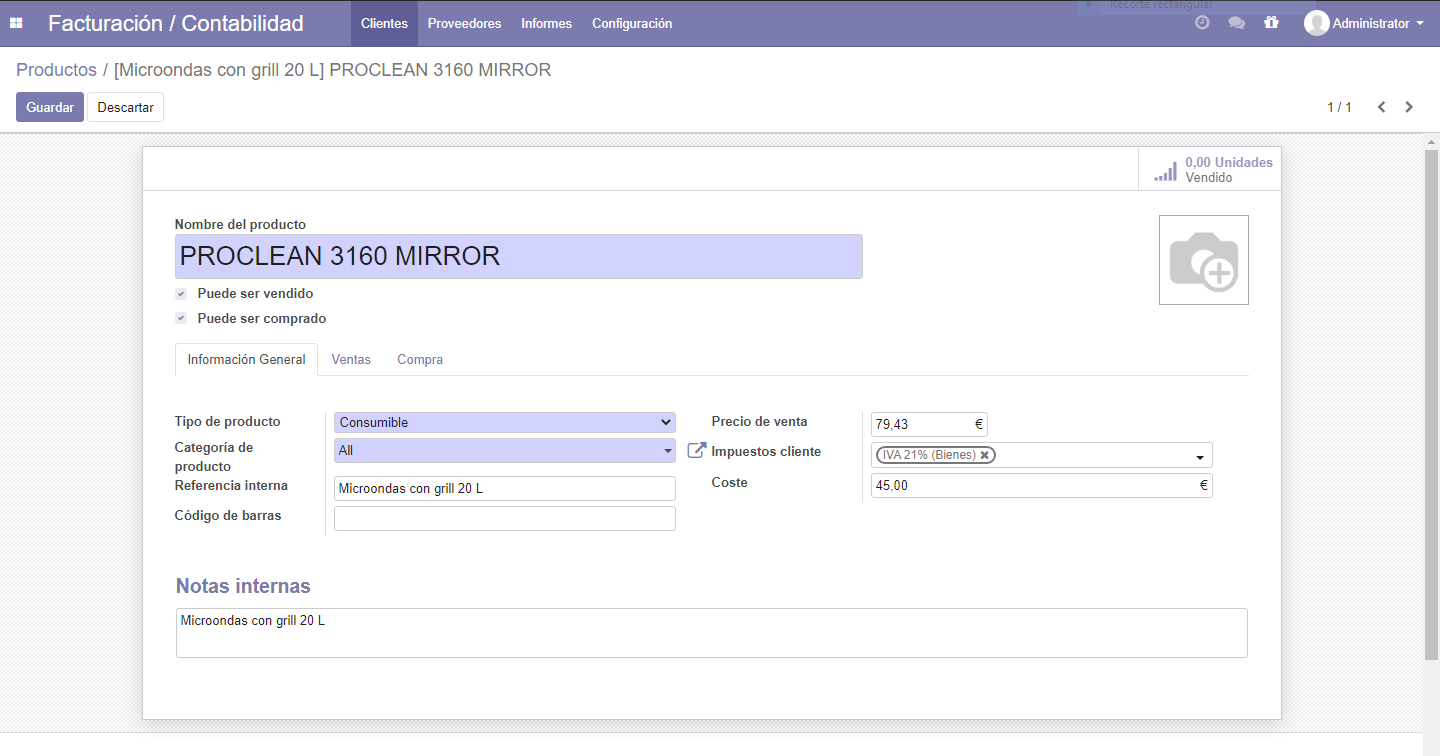 Recorte rectangular
Facturación / Contabilidad Clientes Proveedores Informes Configuración Administrator
Productos / [Microondas con grill 20 L] PROCLEAN 3160 MIRROR
Guardar Descartar 1 / 1
0,00 Unidades
Vendido
Nombre del producto
PROCLEAN 3160 MIRROR
Puede ser vendido
Puede ser comprado
Información General Ventas Compra
Tipo de producto Consumible Precio de venta 79,43 €
Categoría de producto All Impuestos cliente IVA 21% (Bienes)
Referencia interna Microondas con grill 20 L Coste 45,00 €
Código de barras
Notas internas
Microondas con grill 20 L